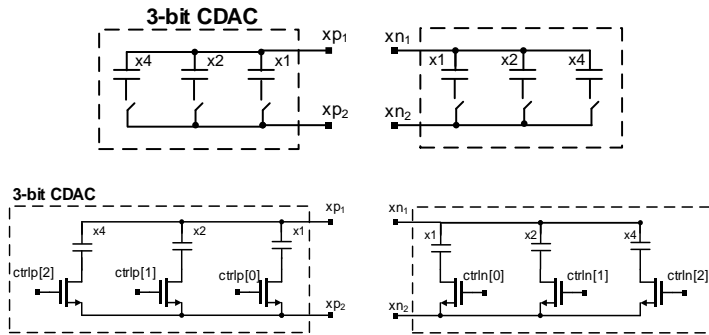 3-bit CDAC
xp1
xn1
x4 x2 x1
x1 x2 x4
xp2
xn2
3-bit CDAC
xp1
xn1
x4 x2 x1
x1 x2 x4
ctrlp[2] ctrlp[1] ctrlp[0]
ctrln[0] ctrln[1] ctrln[2]
xp2
xn2